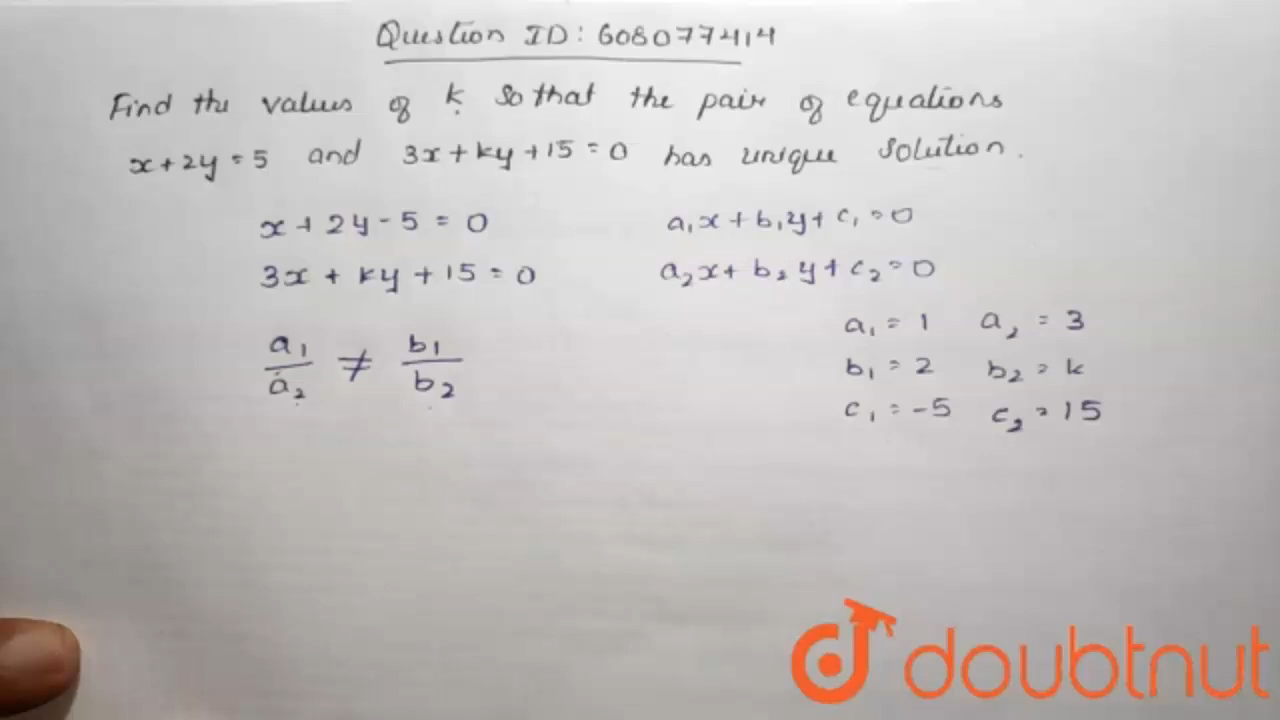 Question ID: 608077414
Find the values of k so that the pair of equations
x+2y=5 and 3x+ky+15=0 has unique solution.
x+2y-5=0
3x+ky+15=0
a₁/a₂ ≠ b₁/b₂
a₁x+b₁y+c₁=0
a₂x+b₂y+c₂=0
a₁=1 a₂=3
b₁=2 b₂=k
c₁=-5 c₂=15
doubtnut